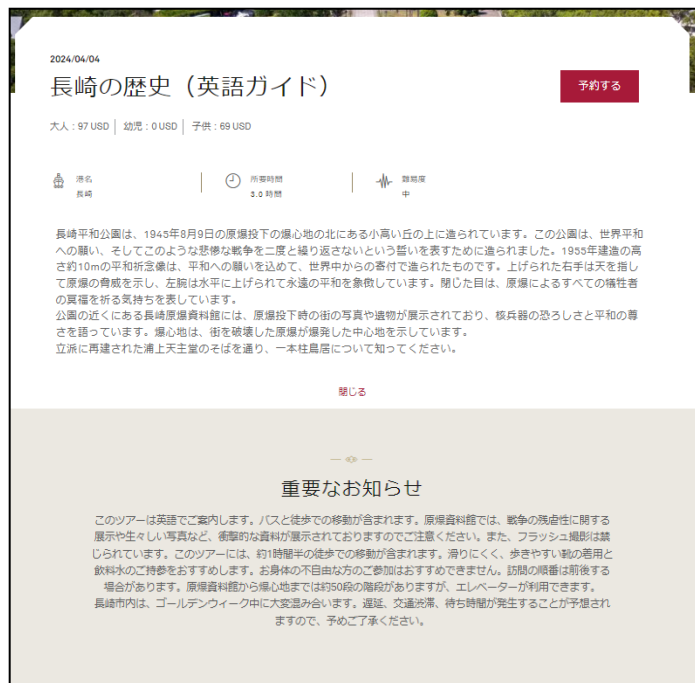 2024/04/04
長崎の歴史（英語ガイド）
予約する
大人：97 USD │ 幼児：0 USD │ 子供：69 USD
港名
長崎
所要時間
3.0 時間
難易度
中
長崎平和公園は、1945年8月9日の原爆投下の爆心地の北にある小高い丘の上に造られています。この公園は、世界平和
への願い、そしてこのような悲惨な戦争を二度と繰り返さないという誓いを表すために造られました。1955年建造の高
さ約10mの平和祈念像は、平和への願いを込めて、世界中からの寄付で造られたものです。上げられた右手は天を指し
て原爆の脅威を示し、左腕は水平に上げられて永遠の平和を象徴しています。閉じた目は、原爆によるすべての犠牲者
の冥福を祈る気持ちを表しています。
公園の近くにある長崎原爆資料館には、原爆投下時の街の写真や遺物が展示されており、核兵器の恐ろしさと平和の尊
さを語っています。爆心地は、街を破壊した原爆が爆発した中心地を示しています。
立派に再建された浦上天主堂のそばを通り、一本柱鳥居について知ってください。
閉じる
重要なお知らせ
このツアーは英語でご案内します。バスと徒歩での移動が含まれます。原爆資料館では、戦争の残虐性に関する
展示や生々しい写真など、衝撃的な資料が展示されておりますのでご注意ください。また、フラッシュ撮影は禁
じられています。このツアーには、約1時間半の徒歩での移動が含まれます。滑りにくく、歩きやすい靴の着用と
飲料水のご持参をおすすめします。お身体の不自由な方のご参加はおすすめできません。訪問の順番は前後する
場合があります。原爆資料館から爆心地までは約50段の階段がありますが、エレベーターが利用できます。
長崎市内は、ゴールデンウィーク中に大変混み合います。遅延、交通渋滞、待ち時間が発生することが予想され
ますので、予めご了承ください。